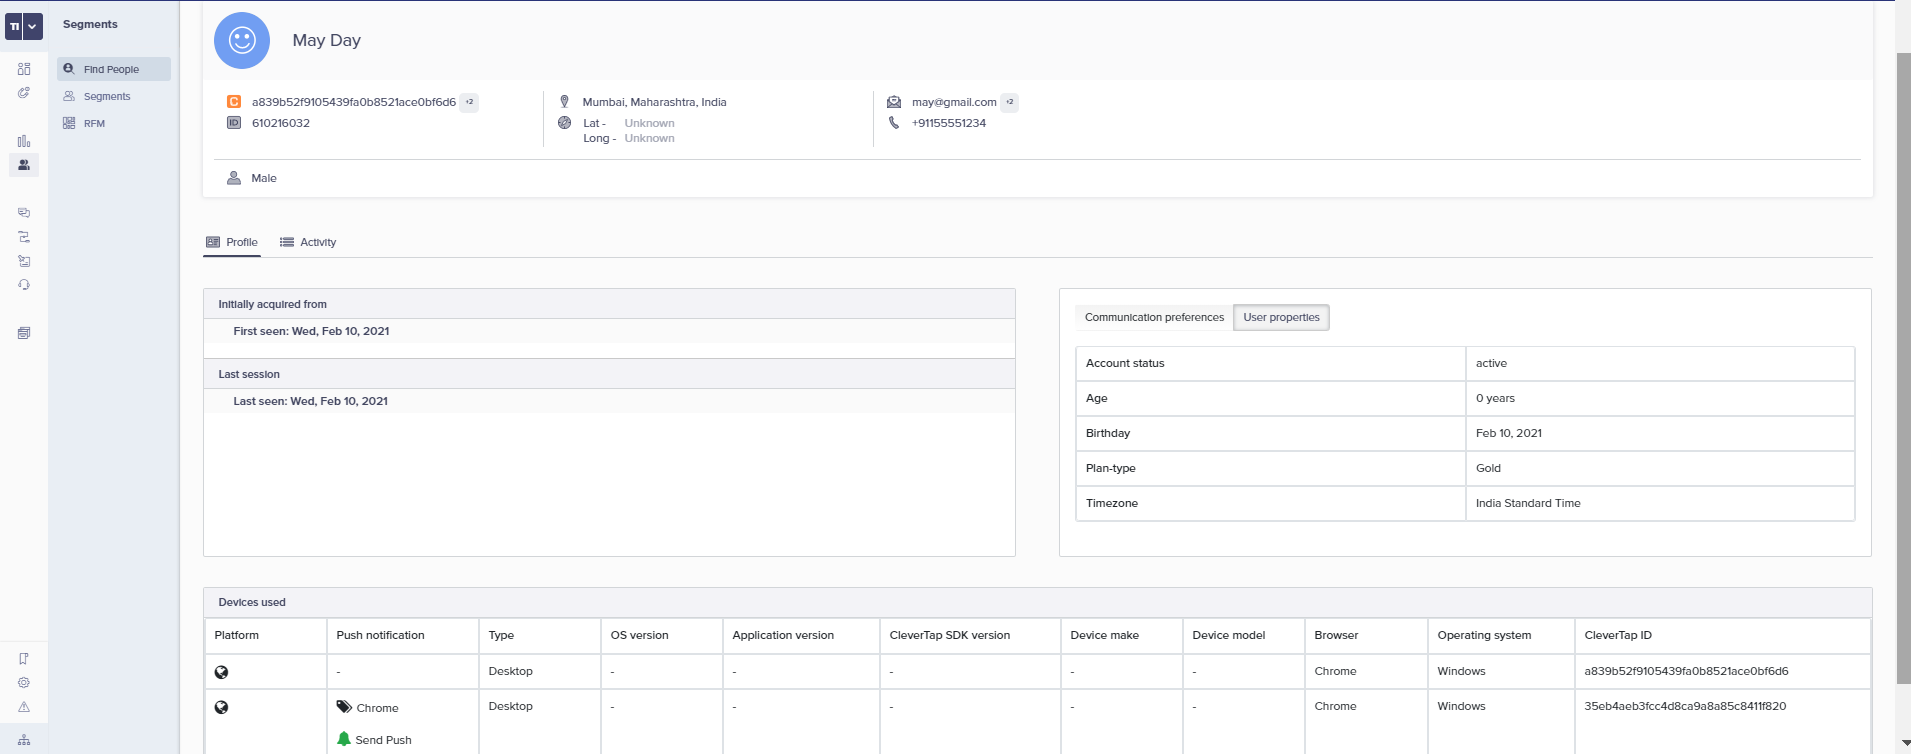 TI
Segments
Find People
Segments
RFM
May Day
C a839b52f9105439fa0b8521ace0bf6d6 +2
ID 610216032
Mumbai, Maharashtra, India
Lat - Unknown
Long - Unknown
may@gmail.com +2
+91155551234
Male
Profile Activity
Initially acquired from
First seen: Wed, Feb 10, 2021
Last session
Last seen: Wed, Feb 10, 2021
Communication preferences User properties
Account status active
Age 0 years
Birthday Feb 10, 2021
Plan-type Gold
Timezone India Standard Time
Devices used
Platform Push notification Type OS version Application version CleverTap SDK version Device make Device model Browser Operating system CleverTap ID
- Desktop - - - - - Chrome Windows a839b52f9105439fa0b8521ace0bf6d6
Chrome Desktop - - - - - Chrome Windows 35eb4aeb3fcc4d8ca9a8a85c8411f820
Send Push